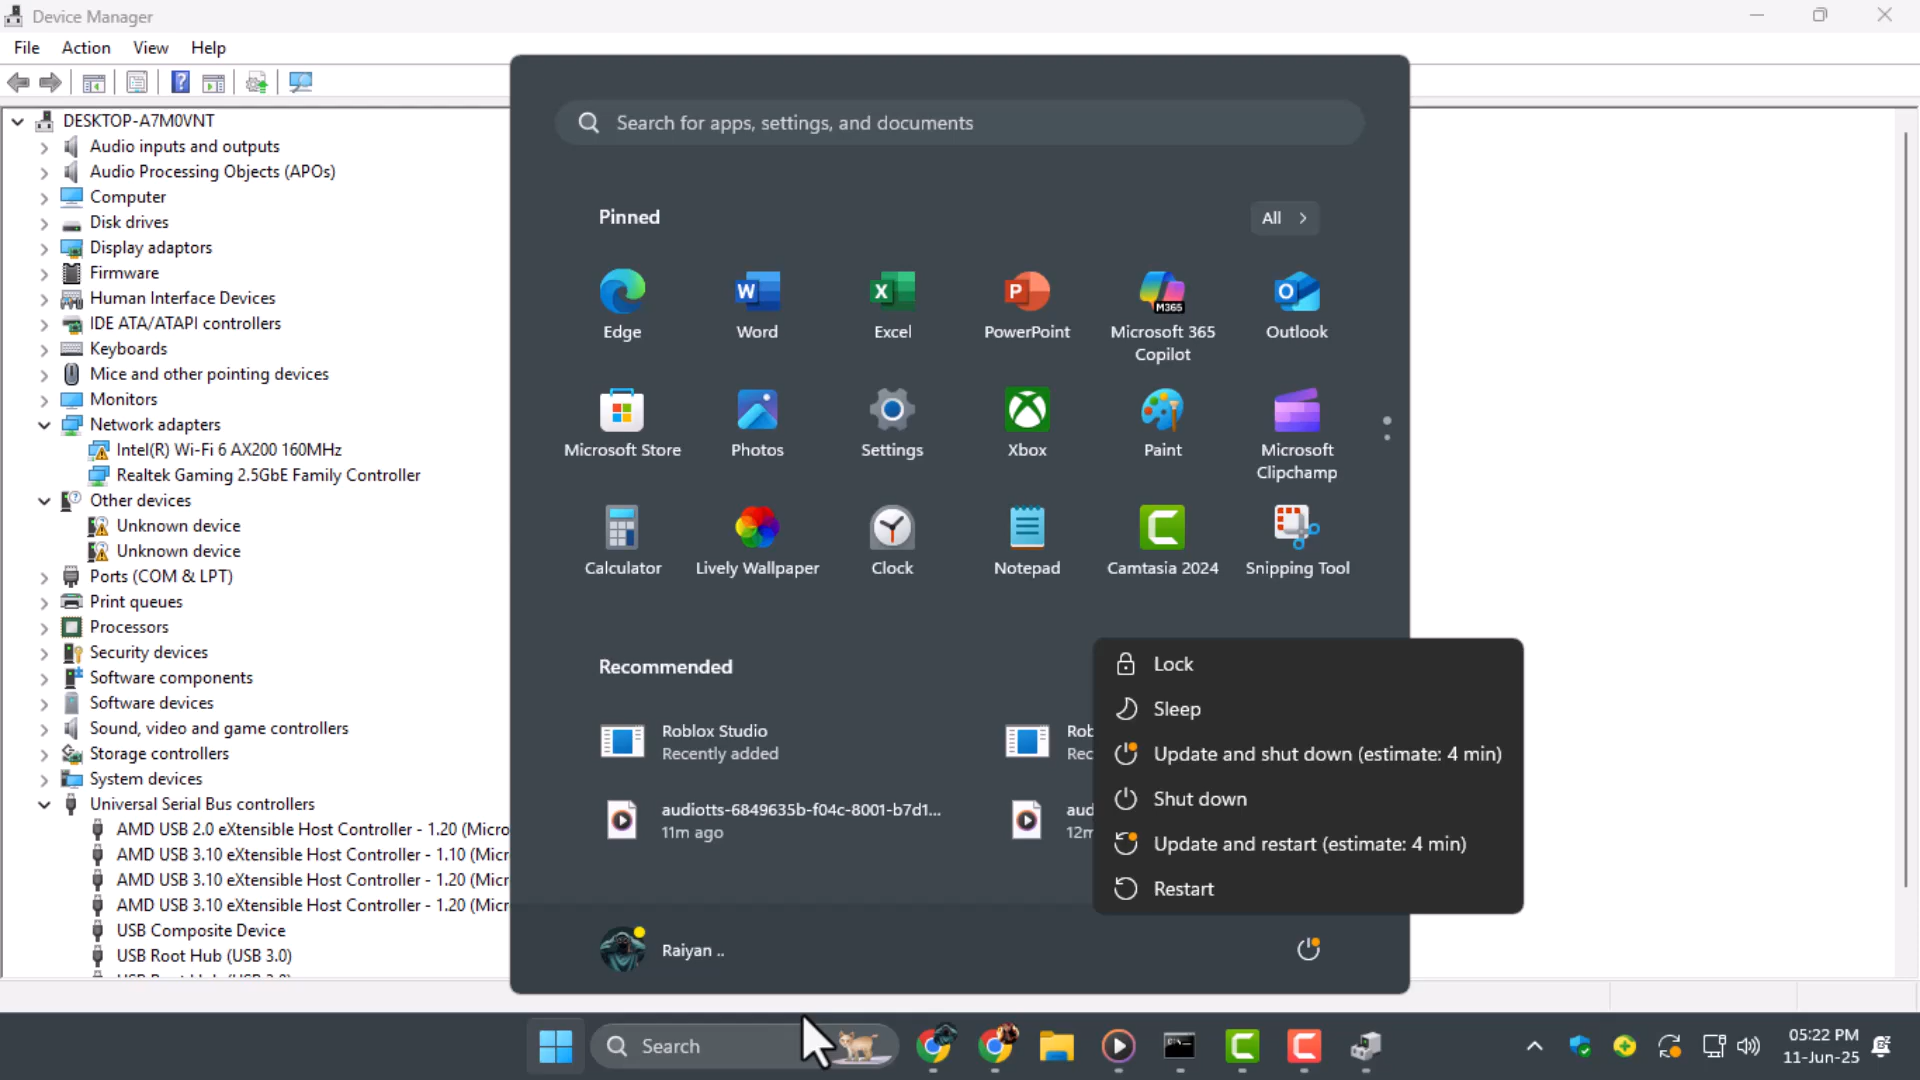 Device Manager
File Action View Help
DESKTOP-A7M0VNT
Audio inputs and outputs
Audio Processing Objects (APOs)
Computer
Disk drives
Display adaptors
Firmware
Human Interface Devices
IDE ATA/ATAPI controllers
Keyboards
Mice and other pointing devices
Monitors
Network adapters
Intel(R) Wi-Fi 6 AX200 160MHz
Realtek Gaming 2.5GbE Family Controller
Other devices
Unknown device
Unknown device
Ports (COM & LPT)
Print queues
Processors
Security devices
Software components
Software devices
Sound, video and game controllers
Storage controllers
System devices
Universal Serial Bus controllers
AMD USB 2.0 eXtensible Host Controller - 1.20 (Micro
AMD USB 3.10 eXtensible Host Controller - 1.10 (Micr
AMD USB 3.10 eXtensible Host Controller - 1.20 (Micr
AMD USB 3.10 eXtensible Host Controller - 1.20 (Micr
USB Composite Device
USB Root Hub (USB 3.0)
Search for apps, settings, and documents
Pinned
All
Edge
Word
W
Excel
X
PowerPoint
P
Microsoft 365
Copilot
M365
Outlook
O
Microsoft Store
Photos
Settings
Xbox
Paint
Microsoft
Clipchamp
Calculator
Lively Wallpaper
Clock
Notepad
Camtasia 2024
Snipping Tool
Recommended
Roblox Studio
Recently added
Rob
Rec
audiotts-6849635b-f04c-8001-b7d1...
11m ago
aud
12m
Lock
Sleep
Update and shut down (estimate: 4 min)
Shut down
Update and restart (estimate: 4 min)
Restart
Raiyan ..
Search
05:22 PM
11-Jun-25